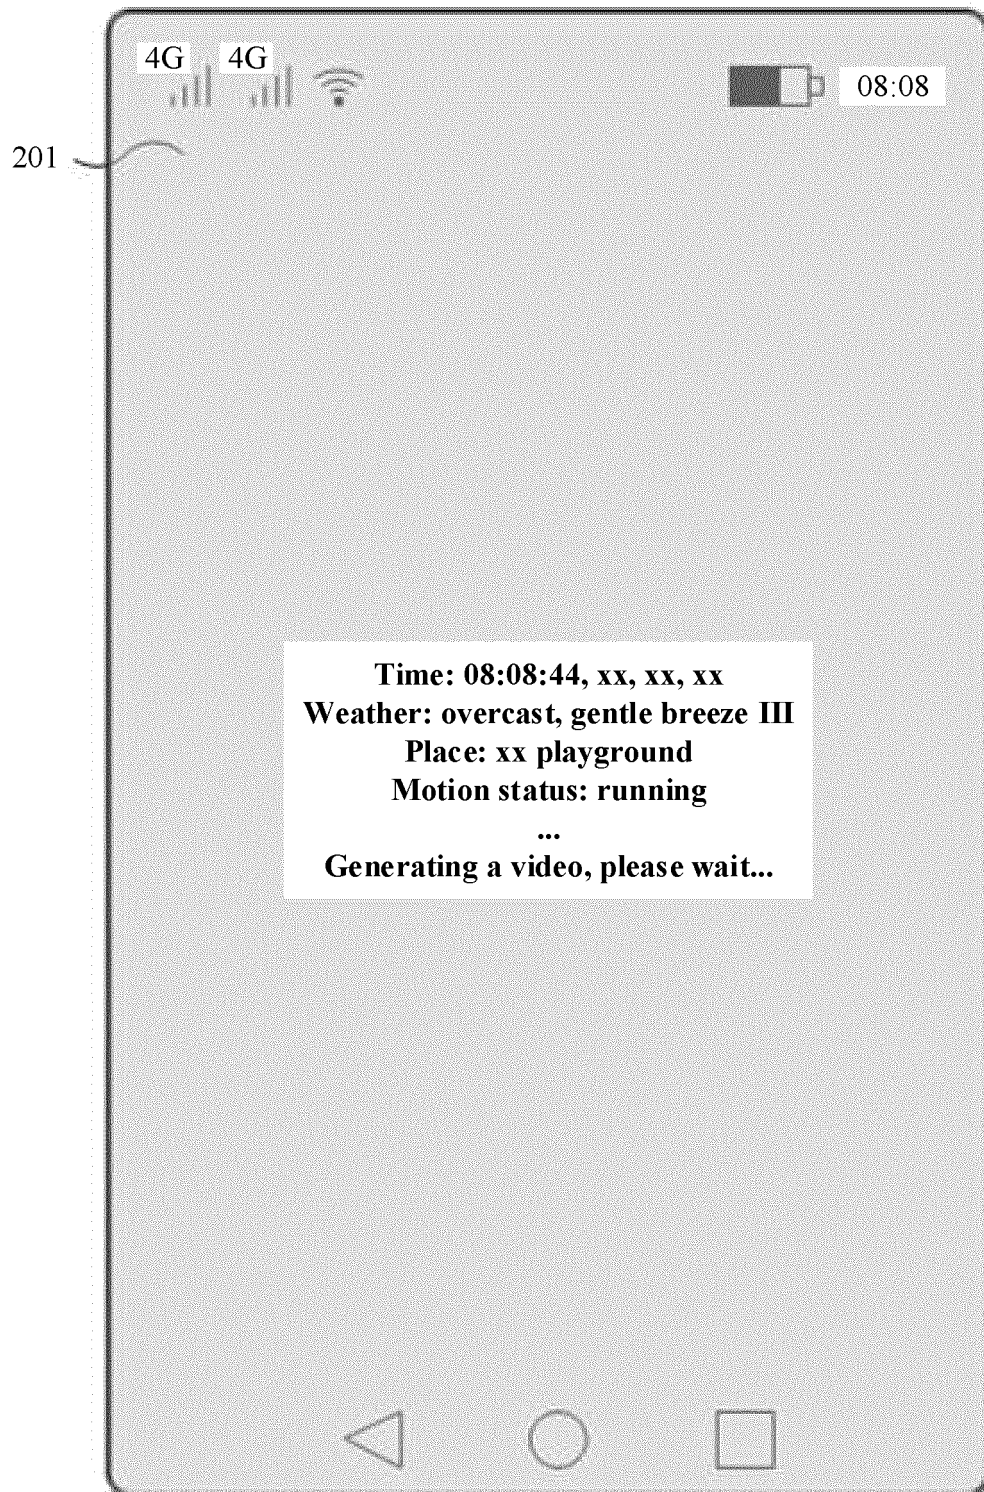 4G 4G 08:08
201
Time: 08:08:44, xx, xx, xx
Weather: overcast, gentle breeze III
Place: xx playground
Motion status: running
...
Generating a video, please wait...